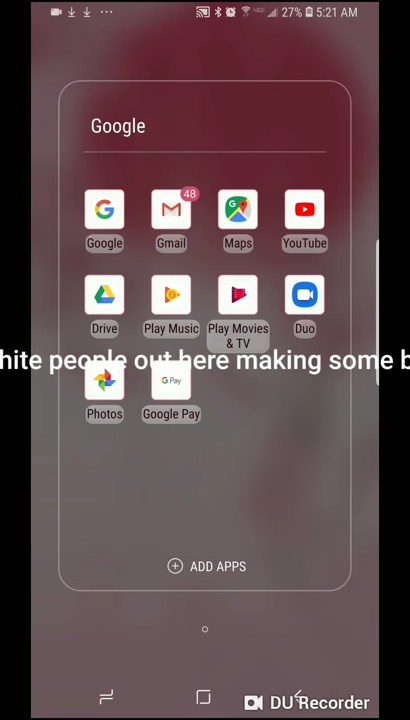 27% 5:21 AM
Google
48
Google Gmail Maps YouTube
Drive Play Music Play Movies & TV Duo
hite people out here making some b
Photos Google Pay
G Pay
ADD APPS
DU Recorder